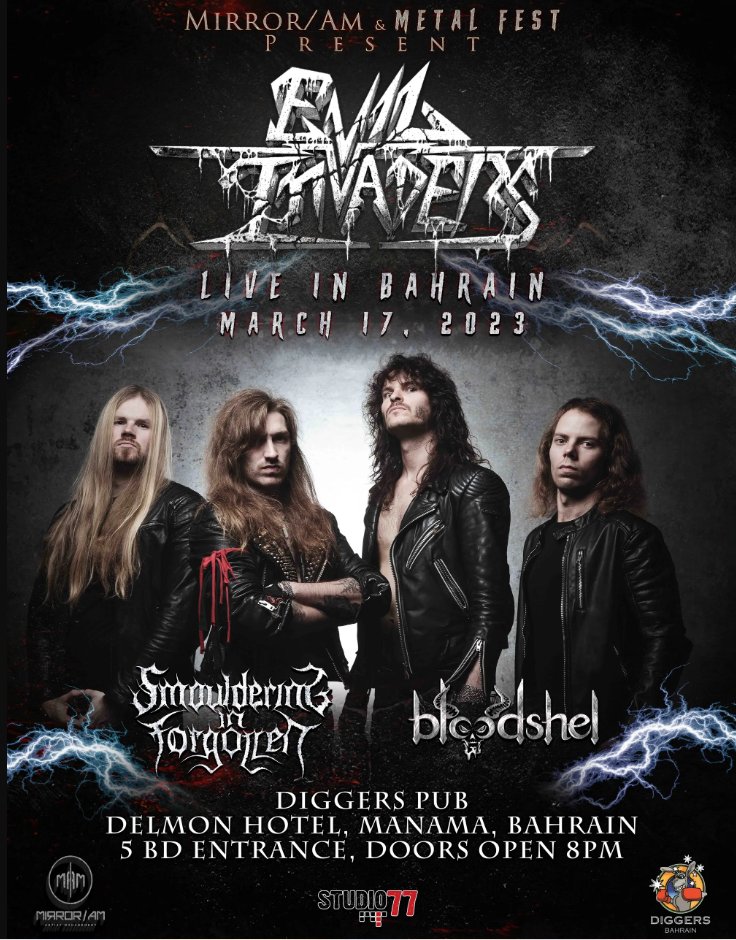 MIRROR/AM & METAL FEST
PRESENT
EVIL
INVADERS
LIVE IN BAHRAIN
MARCH 17, 2023
Smouldering
in
Forgotten
bloodshel
DIGGERS PUB
DELMON HOTEL, MANAMA, BAHRAIN
5 BD ENTRANCE, DOORS OPEN 8PM
MAM
MIRROR/AM
STUDIO77
DIGGERS
BAHRAIN